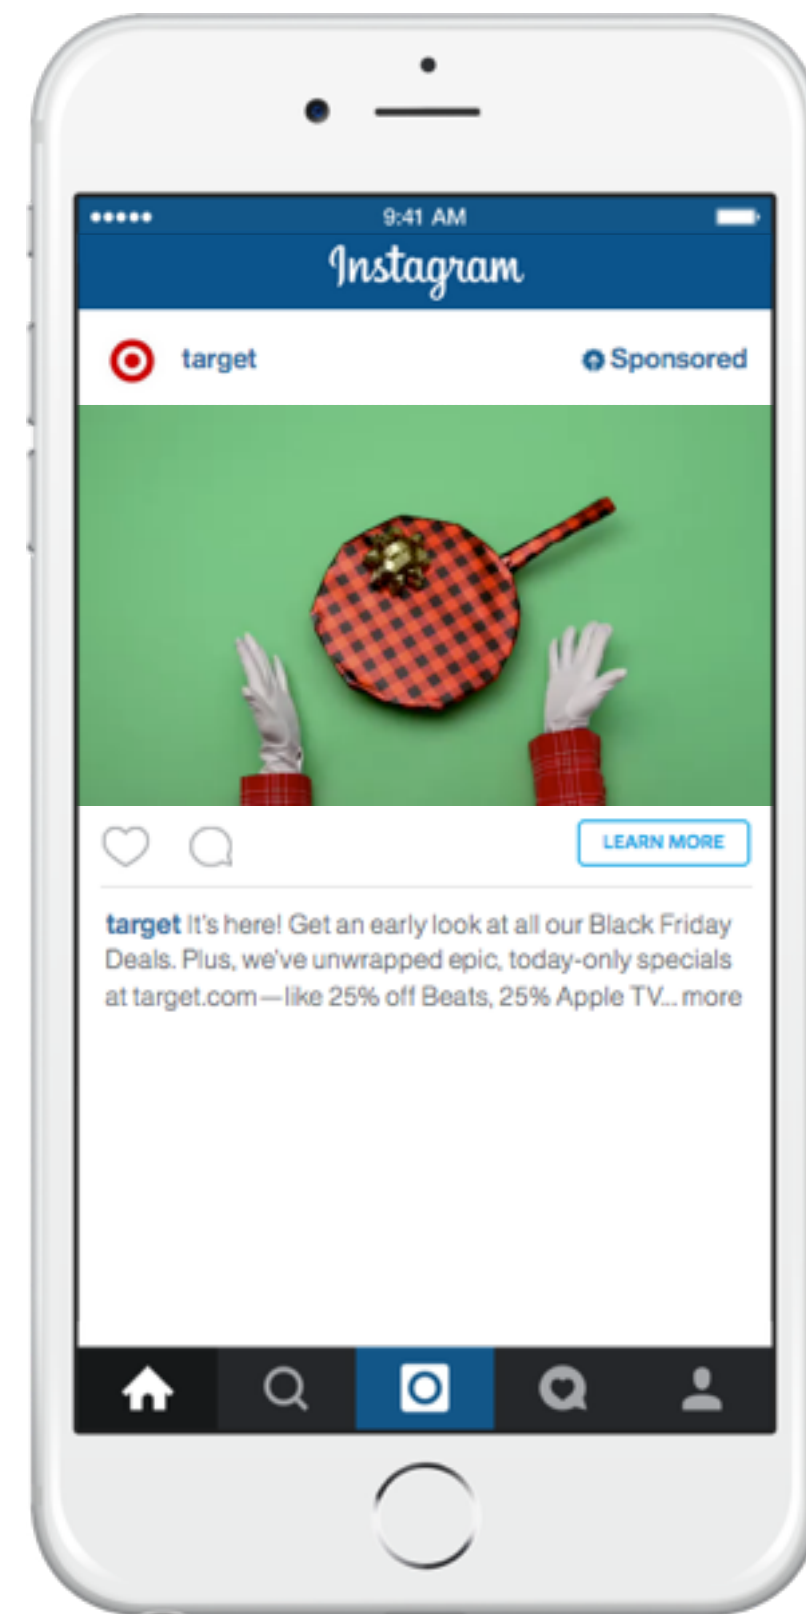 9:41 AM
Instagram
target
Sponsored
LEARN MORE
target It's here! Get an early look at all our Black Friday
Deals. Plus, we've unwrapped epic, today-only specials
at target.com—like 25% off Beats, 25% Apple TV... more